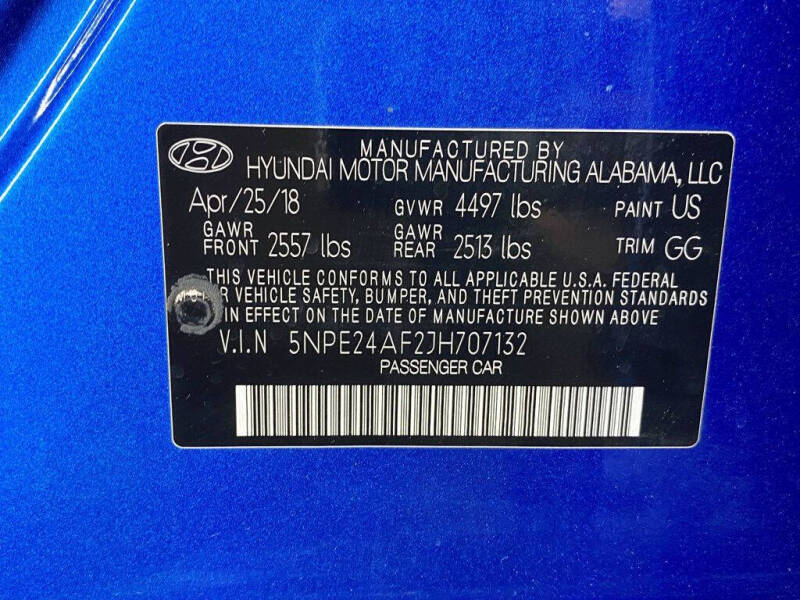 MANUFACTURED BY
HYUNDAI MOTOR MANUFACTURING ALABAMA, LLC
Apr/25/18 GVWR 4497 lbs PAINT US
GAWR FRONT 2557 lbs GAWR REAR 2513 lbs TRIM GG
THIS VEHICLE CONFORMS TO ALL APPLICABLE U.S.A. FEDERAL
VEHICLE SAFETY, BUMPER, AND THEFT PREVENTION STANDARDS
IN EFFECT ON THE DATE OF MANUFACTURE SHOWN ABOVE
V.I.N 5NPE24AF2JH707132
PASSENGER CAR